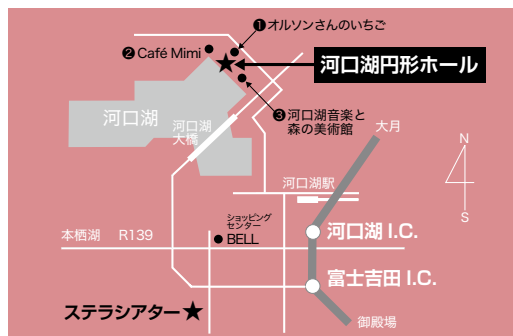 ❶オルソンさんのいちご
❷Café Mimi
河口湖円形ホール
❸河口湖音楽と
森の美術館
河口湖
河口湖
大橋
大月
N
S
河口湖駅
ショッピング
センター
BELL
本栖湖 R139
河口湖 I.C.
富士吉田 I.C.
ステラシアター★
御殿場